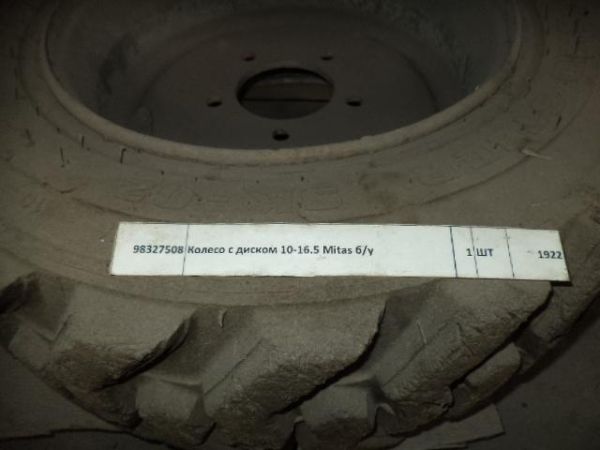 98327508 Колесо с диском 10-16.5 Mitas б/у 1 ШТ 1922